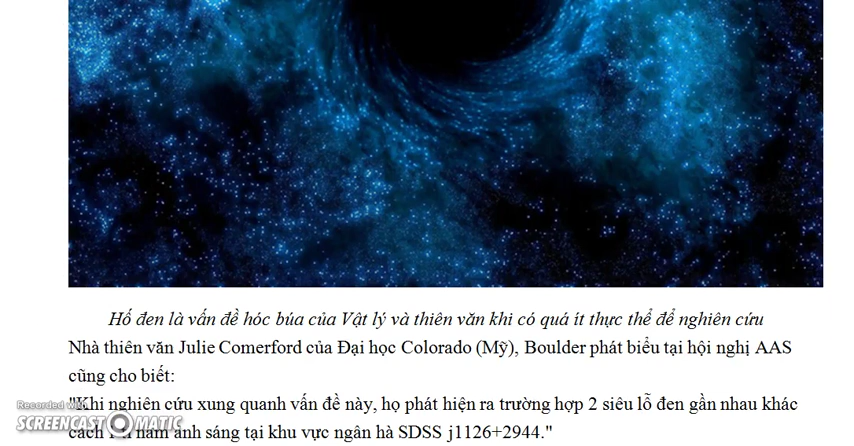 Hố đen là vấn đề hóc búa của Vật lý và thiên văn khi có quá ít thực thể để nghiên cứu
Nhà thiên văn Julie Comerford của Đại học Colorado (Mỹ), Boulder phát biểu tại hội nghị AAS
cũng cho biết:
"Khi nghiên cứu xung quanh vấn đề này, họ phát hiện ra trường hợp 2 siêu lỗ đen gần nhau khác
cách năm ánh sáng tại khu vực ngân hà SDSS j1126+2944."
Recorded with
SCREENCAST MATIC